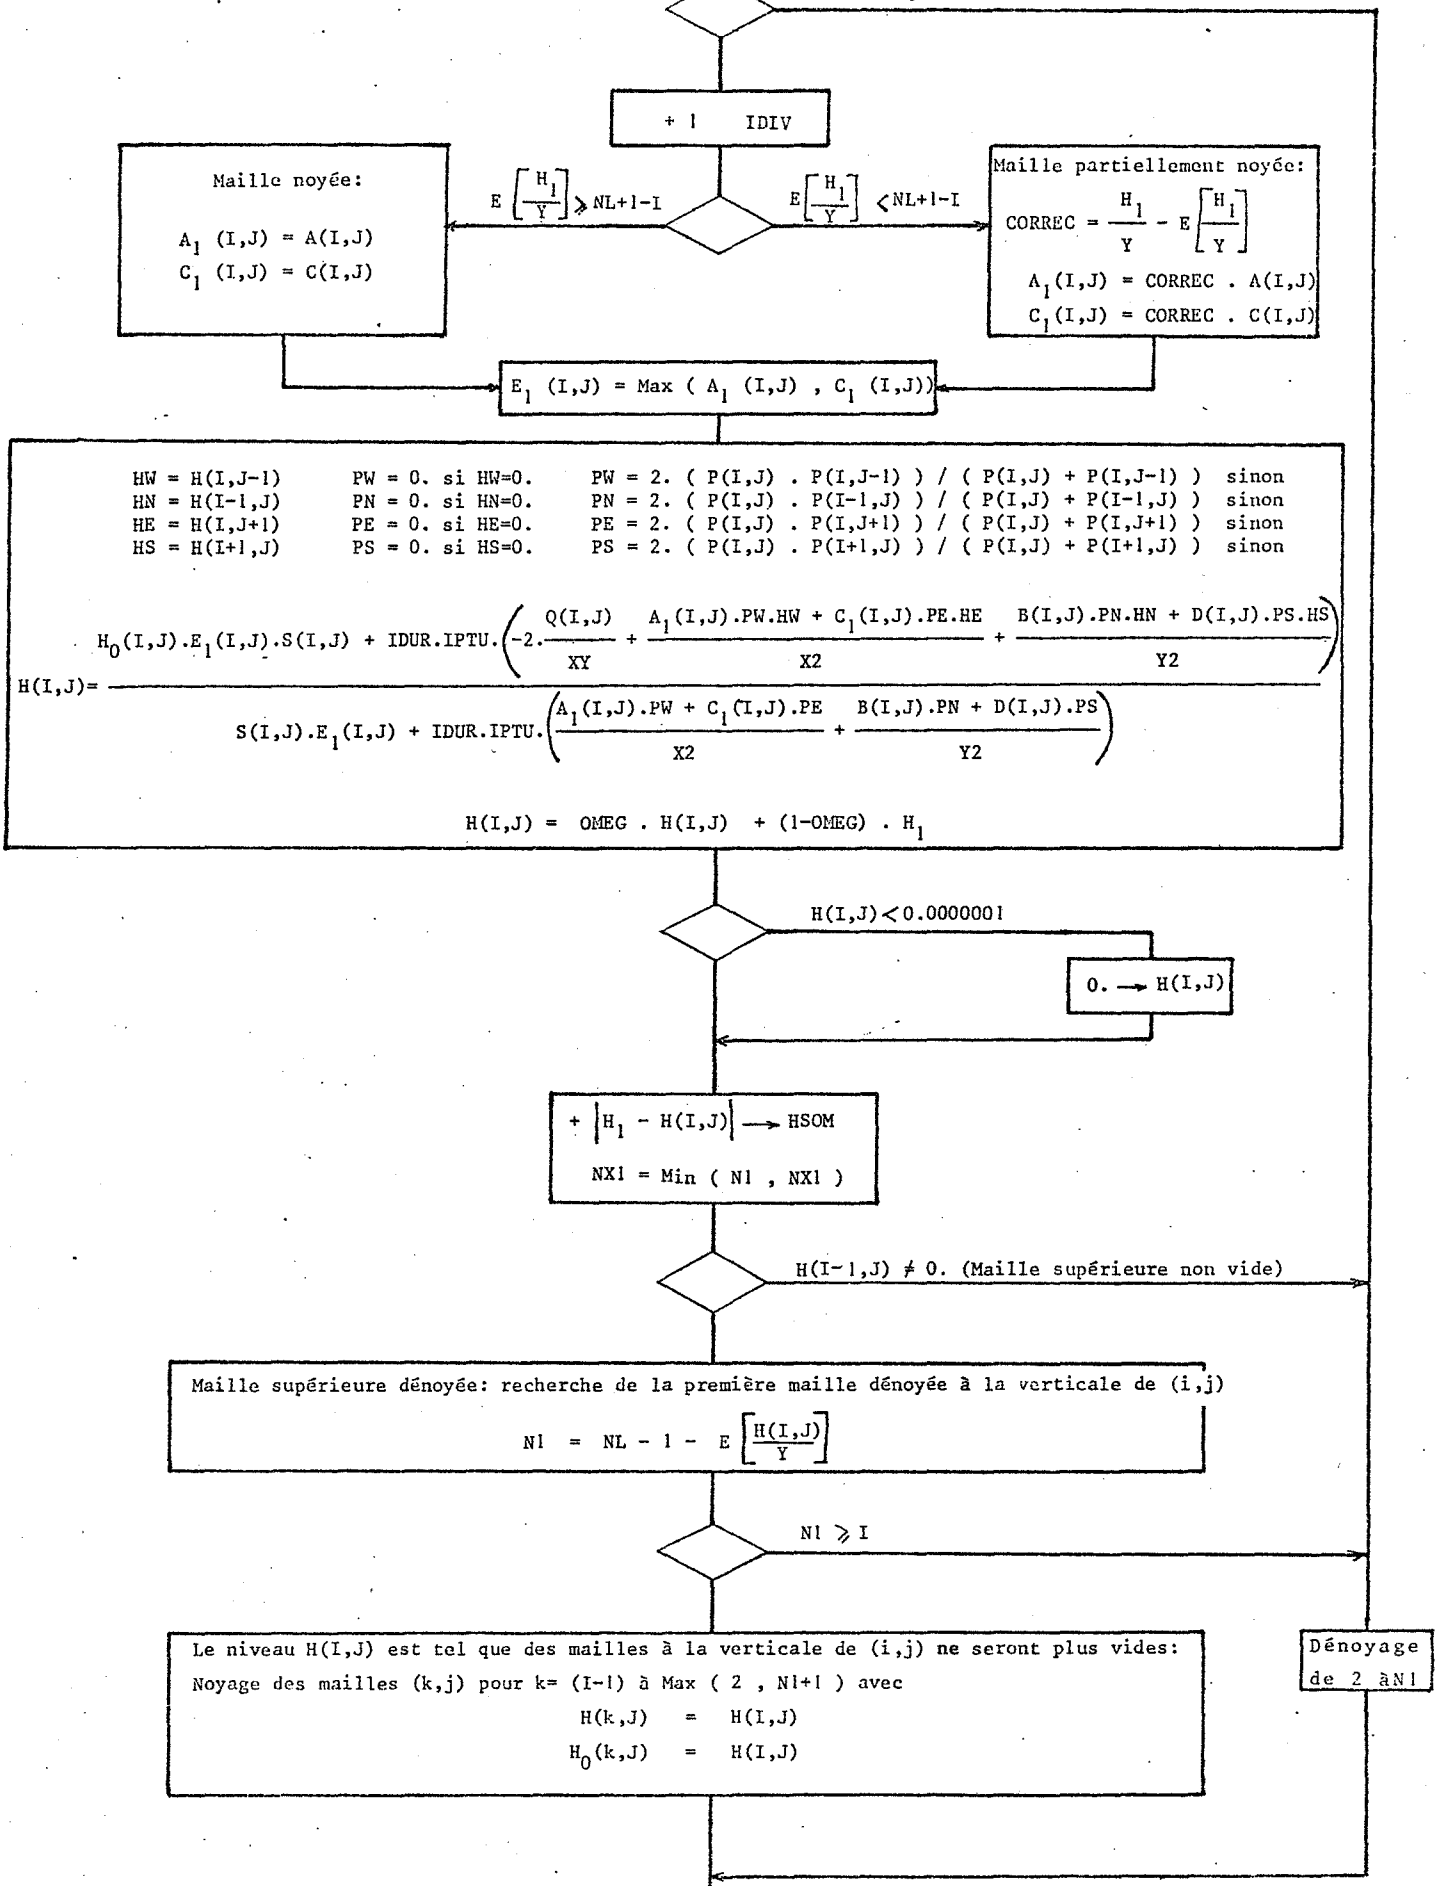 + 1 IDIV
Maille noyée:
A₁ (I,J) = A(I,J)
C₁ (I,J) = C(I,J)
E [H₁/Y] ⩾ NL+1-I
E [H₁/Y] < NL+1-I
Maille partiellement noyée:
CORREC = H₁/Y - E [H₁/Y]
A₁(I,J) = CORREC . A(I,J)
C₁(I,J) = CORREC . C(I,J)
E₁ (I,J) = Max ( A₁ (I,J) , C₁ (I,J))
HW = H(I,J-1) PW = 0. si HW=0. PW = 2. ( P(I,J) . P(I,J-1) ) / ( P(I,J) + P(I,J-1) ) sinon
HN = H(I-1,J) PN = 0. si HN=0. PN = 2. ( P(I,J) . P(I-1,J) ) / ( P(I,J) + P(I-1,J) ) sinon
HE = H(I,J+1) PE = 0. si HE=0. PE = 2. ( P(I,J) . P(I,J+1) ) / ( P(I,J) + P(I,J+1) ) sinon
HS = H(I+1,J) PS = 0. si HS=0. PS = 2. ( P(I,J) . P(I+1,J) ) / ( P(I,J) + P(I+1,J) ) sinon
H₀(I,J).E₁(I,J).S(I,J) + IDUR.IPTU.(-2. Q(I,J)/XY + A₁(I,J).PW.HW + C₁(I,J).PE.HE / X2 + B(I,J).PN.HN + D(I,J).PS.HS / Y2)
H(I,J)=
S(I,J).E₁(I,J) + IDUR.IPTU.(A₁(I,J).PW + C₁(I,J).PE / X2 + B(I,J).PN + D(I,J).PS / Y2)
H(I,J) = OMEG . H(I,J) + (1-OMEG) . H₁
H(I,J)<0.0000001
0. → H(I,J)
+ |H₁ - H(I,J)| → HSOM
NX1 = Min ( N1 , NX1 )
H(I-1,J) ≠ 0. (Maille supérieure non vide)
Maille supérieure dénoyée: recherche de la première maille dénoyée à la verticale de (i,j)
N1 = NL - 1 - E [H(I,J)/Y]
N1 ⩾ I
Le niveau H(I,J) est tel que des mailles à la verticale de (i,j) ne seront plus vides:
Noyage des mailles (k,j) pour k= (I-1) à Max ( 2 , N1+1 ) avec
H(k,J) = H(I,J)
H₀(k,J) = H(I,J)
Dénoyage
de 2 àN1